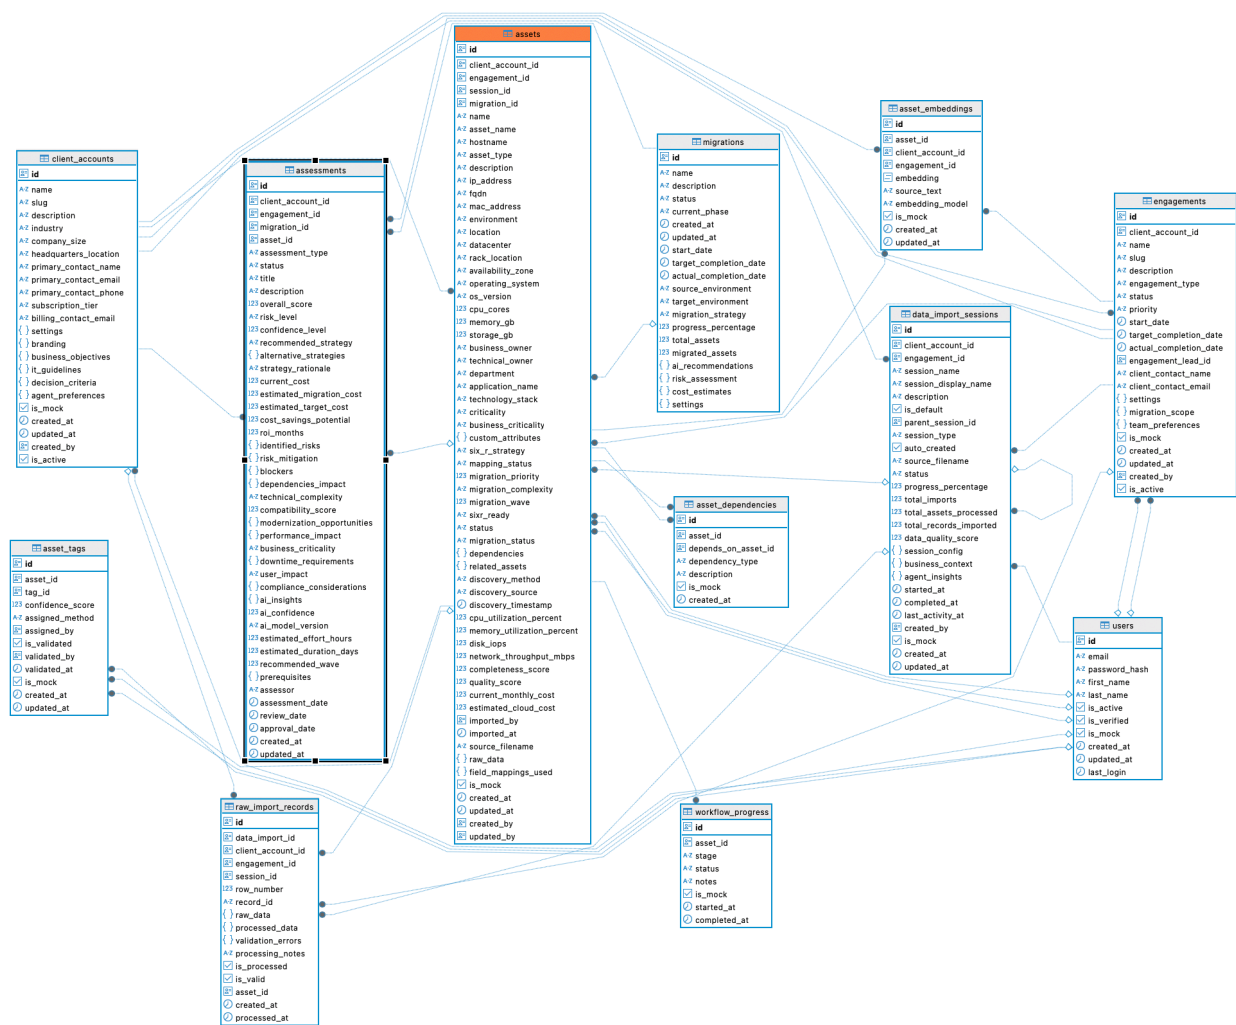 assets
id
client_account_id
engagement_id
session_id
migration_id
name
asset_name
hostname
asset_type
description
ip_address
fqdn
mac_address
environment
location
datacenter
rack_location
availability_zone
operating_system
os_version
cpu_cores
memory_gb
storage_gb
business_owner
technical_owner
department
application_name
technology_stack
criticality
business_criticality
custom_attributes
six_r_strategy
mapping_status
migration_priority
migration_complexity
migration_wave
sixr_ready
status
migration_status
dependencies
related_assets
discovery_method
discovery_source
discovery_timestamp
cpu_utilization_percent
memory_utilization_percent
disk_iops
network_throughput_mbps
completeness_score
quality_score
current_monthly_cost
estimated_cloud_cost
imported_by
imported_at
source_filename
raw_data
field_mappings_used
is_mock
created_at
updated_at
created_by
updated_by
asset_embeddings
id
asset_id
client_account_id
engagement_id
embedding
source_text
embedding_model
is_mock
created_at
updated_at
migrations
id
name
description
status
current_phase
created_at
updated_at
start_date
target_completion_date
actual_completion_date
source_environment
target_environment
migration_strategy
progress_percentage
total_assets
migrated_assets
ai_recommendations
risk_assessment
cost_estimates
settings
client_accounts
id
name
slug
description
industry
company_size
headquarters_location
primary_contact_name
primary_contact_email
primary_contact_phone
subscription_tier
billing_contact_email
settings
branding
business_objectives
it_guidelines
decision_criteria
agent_preferences
is_mock
created_at
updated_at
created_by
is_active
assessments
id
client_account_id
engagement_id
migration_id
asset_id
assessment_type
status
title
description
overall_score
risk_level
confidence_level
recommended_strategy
alternative_strategies
strategy_rationale
current_cost
estimated_migration_cost
estimated_target_cost
cost_savings_potential
roi_months
identified_risks
risk_mitigation
blockers
dependencies_impact
technical_complexity
compatibility_score
modernization_opportunities
performance_impact
business_criticality
downtime_requirements
user_impact
compliance_considerations
ai_insights
ai_confidence
ai_model_version
estimated_effort_hours
estimated_duration_days
recommended_wave
prerequisites
assessor
assessment_date
review_date
approval_date
created_at
updated_at
engagements
id
client_account_id
name
slug
description
engagement_type
status
priority
start_date
target_completion_date
actual_completion_date
engagement_lead_id
client_contact_name
client_contact_email
settings
migration_scope
team_preferences
is_mock
created_at
updated_at
created_by
is_active
data_import_sessions
id
client_account_id
engagement_id
session_name
session_display_name
description
is_default
parent_session_id
session_type
auto_created
source_filename
status
progress_percentage
total_imports
total_assets_processed
total_records_imported
data_quality_score
session_config
business_context
agent_insights
started_at
completed_at
last_activity_at
created_by
is_mock
created_at
updated_at
asset_dependencies
id
asset_id
depends_on_asset_id
dependency_type
description
is_mock
created_at
asset_tags
id
asset_id
tag_id
confidence_score
assigned_method
assigned_by
is_validated
validated_by
validated_at
is_mock
created_at
updated_at
users
id
email
password_hash
first_name
last_name
is_active
is_verified
is_mock
created_at
updated_at
last_login
raw_import_records
id
data_import_id
client_account_id
engagement_id
session_id
row_number
record_id
raw_data
processed_data
validation_errors
processing_notes
is_processed
is_valid
asset_id
created_at
processed_at
workflow_progress
id
asset_id
stage
status
notes
is_mock
started_at
completed_at